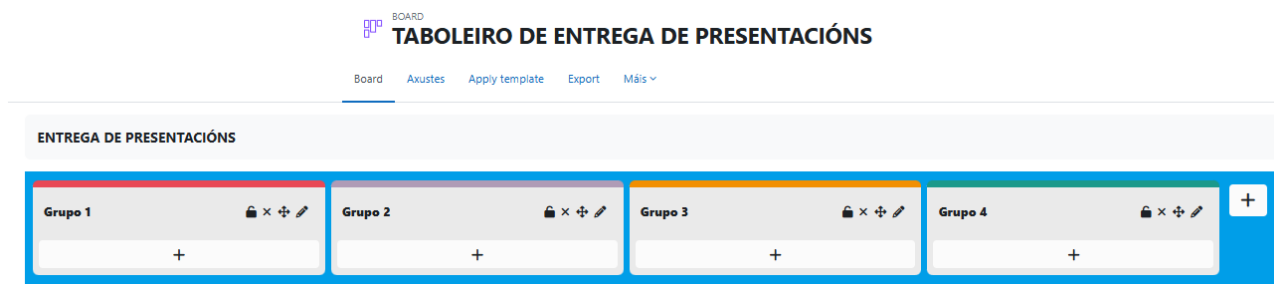 BOARD
TABOLEIRO DE ENTREGA DE PRESENTACIÓNS
Board Axustes Apply template Export Máis
ENTREGA DE PRESENTACIÓNS
Grupo 1 Grupo 2 Grupo 3 Grupo 4